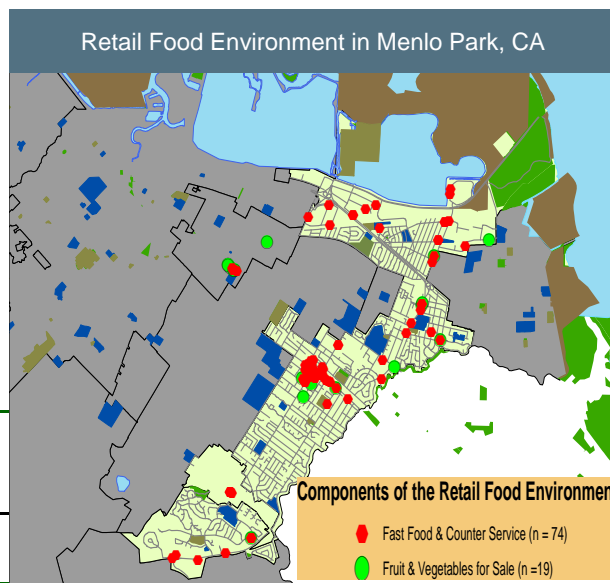 Retail Food Environment in Menlo Park, CA
Components of the Retail Food Environmen
Fast Food & Counter Service (n = 74)
Fruit & Vegetables for Sale (n =19)